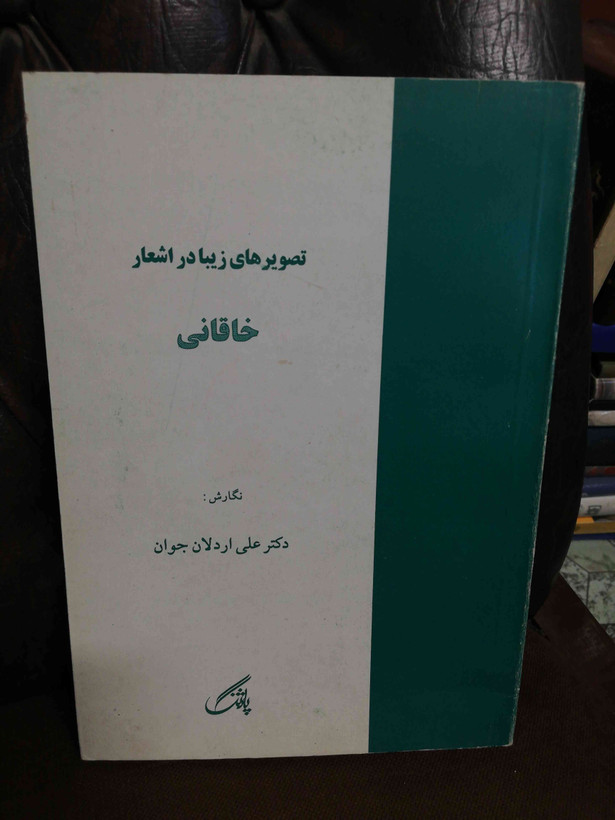 تصویرهای زیبا در اشعار
خاقانی
نگارش:
دکتر علی اردلان جوان
پاژنگ